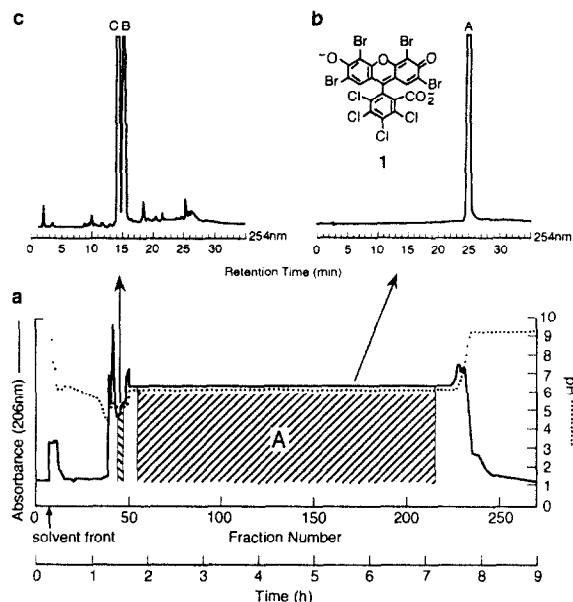 c
C B
1 5 10 15 20 25 30
254nm
b
A
Br
Br
⁻O
O
O
Br
Br
Cl
CO₂⁻
Cl
Cl
Cl
1
0 5 10 15 20 25 30 35
254nm
Retention Time (min)
a
Absorbance (206nm)
A
10
9
8
7
6
5
4
3
2
1
0
pH
0 50 100 150 200 250
solvent front
Fraction Number
0 1 2 3 4 5 6 7 8 9
Time (h)